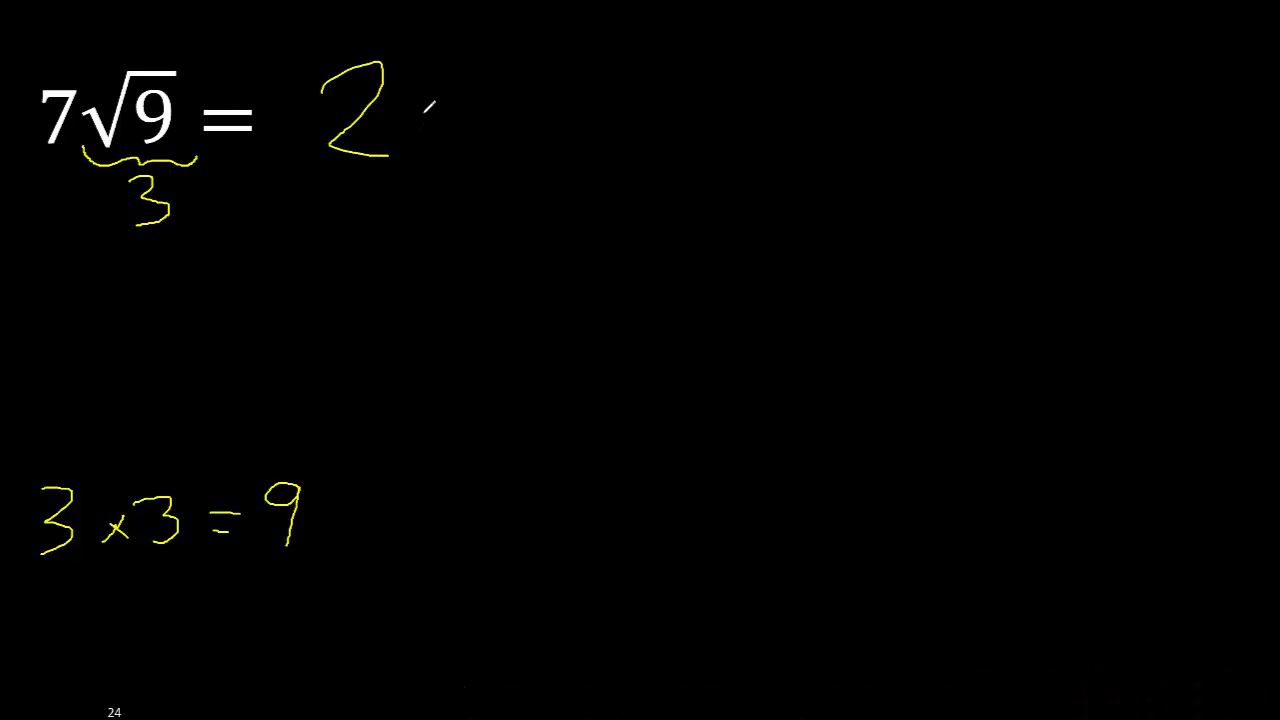 7√9 = 2
3
3 x 3 = 9
24